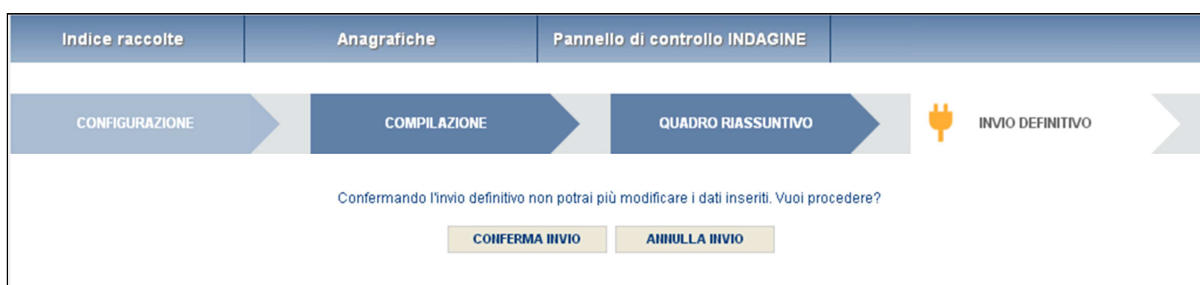 Indice raccolte Anagrafiche Pannello di controllo INDAGINE
CONFIGURAZIONE COMPILAZIONE QUADRO RIASSUNTIVO INVIO DEFINITIVO
Confermando l'invio definitivo non potrai più modificare i dati inseriti. Vuoi procedere?
CONFERMA INVIO ANNULLA INVIO